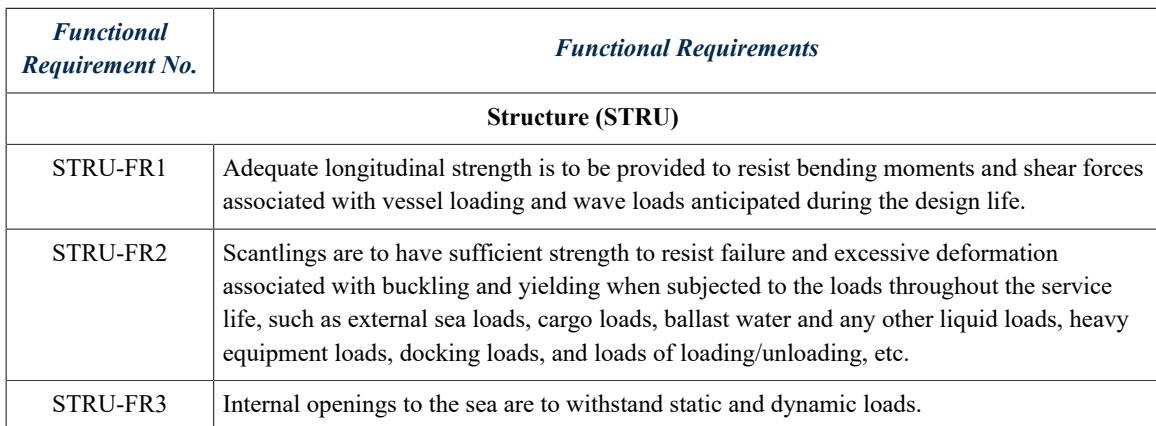 Functional
Requirement No.
Functional Requirements
Structure (STRU)
STRU-FR1
Adequate longitudinal strength is to be provided to resist bending moments and shear forces
associated with vessel loading and wave loads anticipated during the design life.
STRU-FR2
Scantlings are to have sufficient strength to resist failure and excessive deformation
associated with buckling and yielding when subjected to the loads throughout the service
life, such as external sea loads, cargo loads, ballast water and any other liquid loads, heavy
equipment loads, docking loads, and loads of loading/unloading, etc.
STRU-FR3
Internal openings to the sea are to withstand static and dynamic loads.